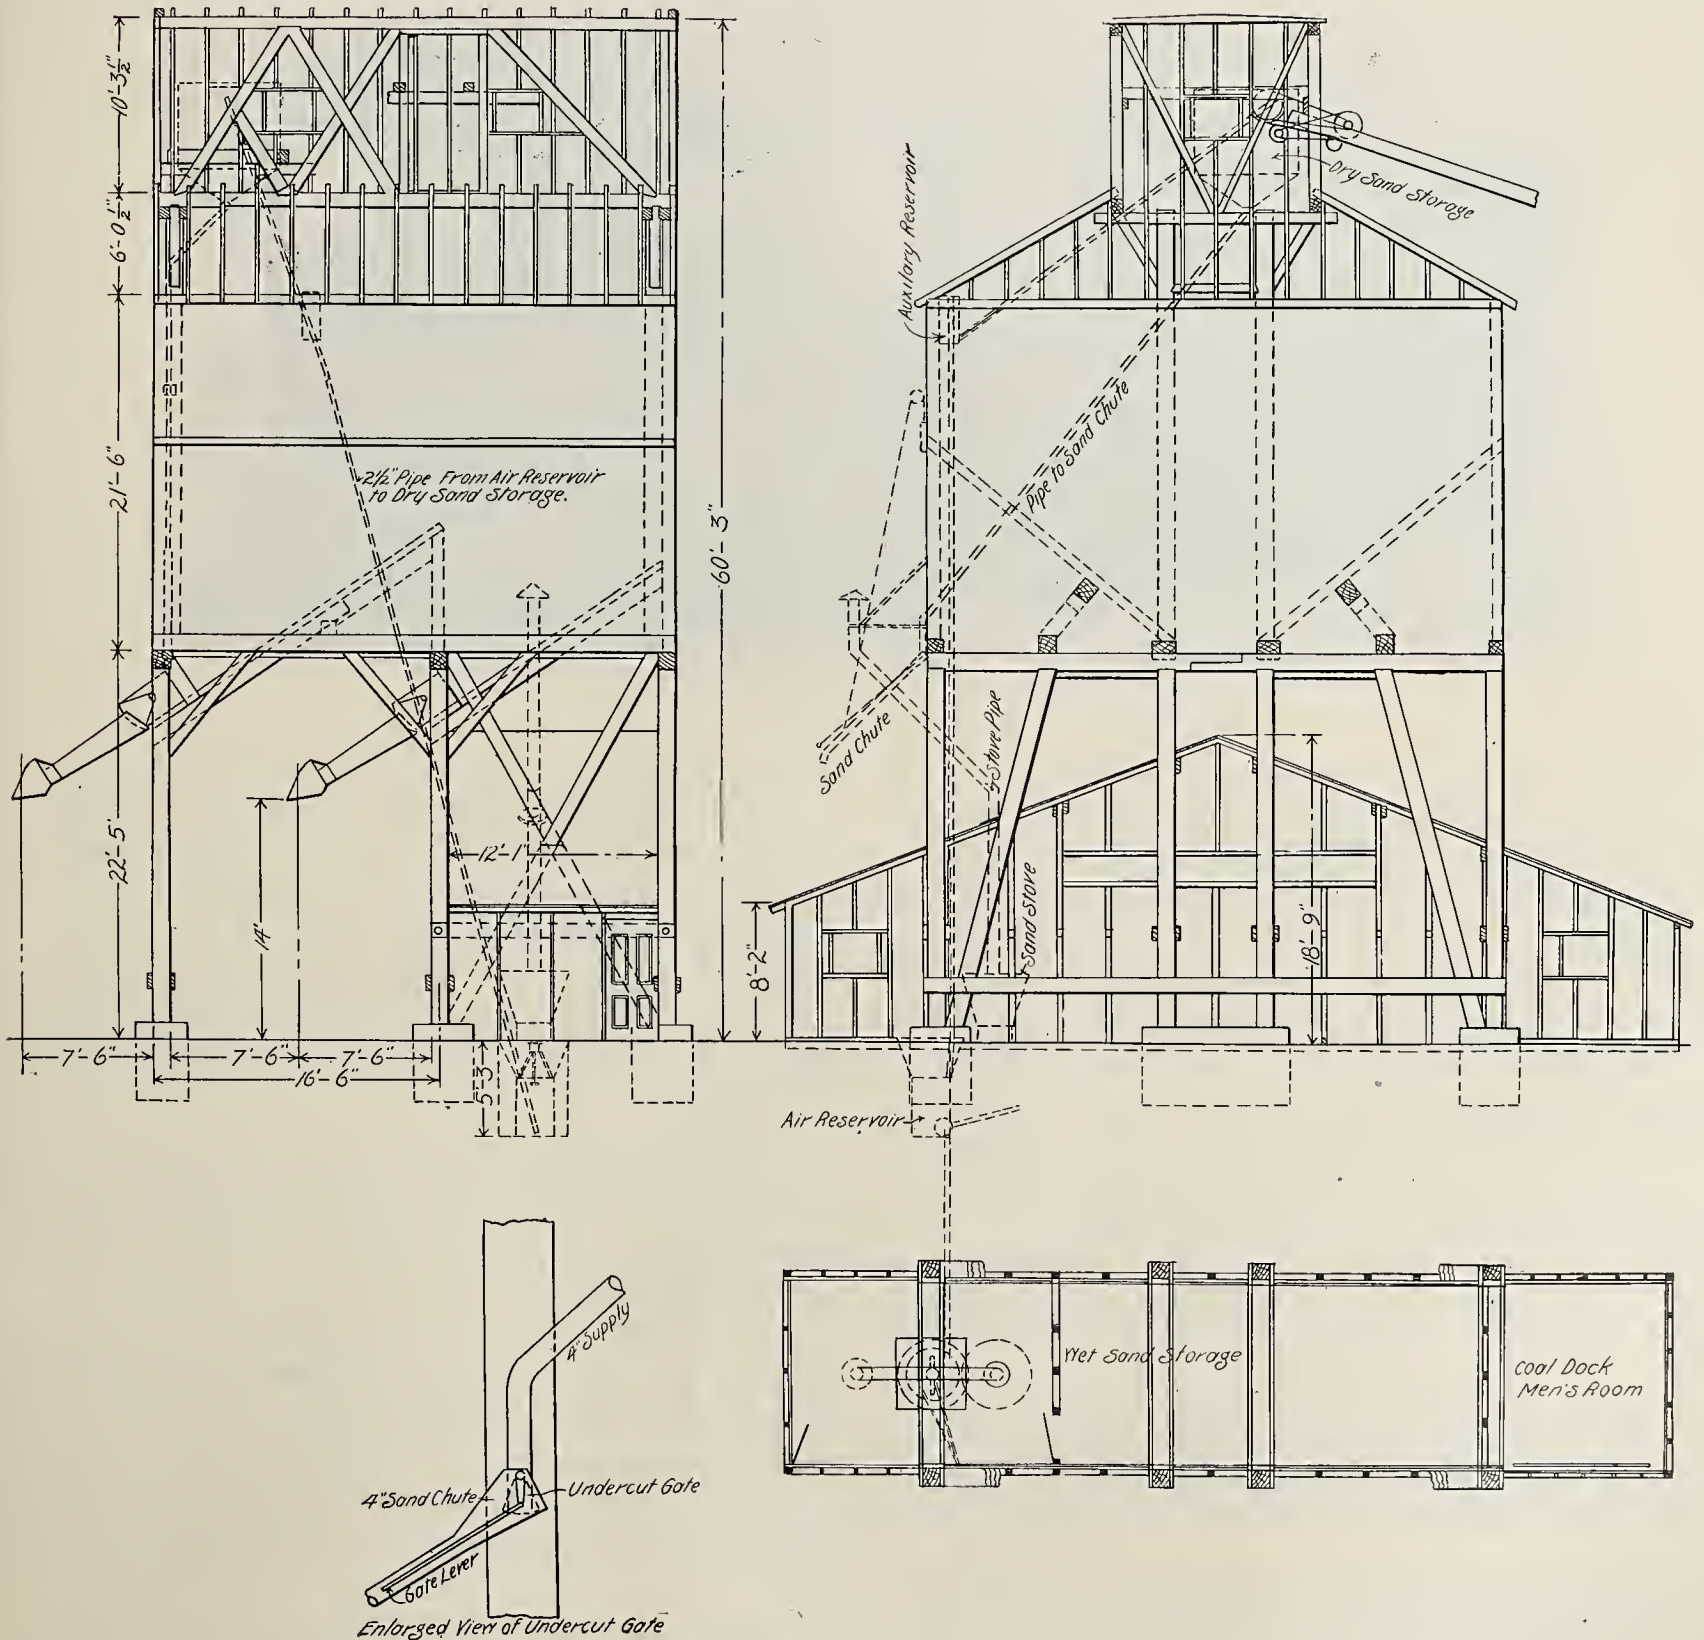 10'-3½"
6'-0½"
21'-6"
22'-5'
2½" Pipe From Air Reservoir
to Dry Sand Storage.
60'-3"
12'-1"
14'
7'-6"
7'-6"
7'-6"
16'-6"
5'-3"
Auxilary Reservoir
Dry Sand Storage
Pipe to Sand Chute
Sand Chute
Stove Pipe
Sand Stove
18'-9"
8'-2"
Air Reservoir
4" Supply
4" Sand Chute
Undercut Gate
Gate Lever
Enlarged View of Undercut Gate
Wet Sand Storage
Coal Dock
Men's Room